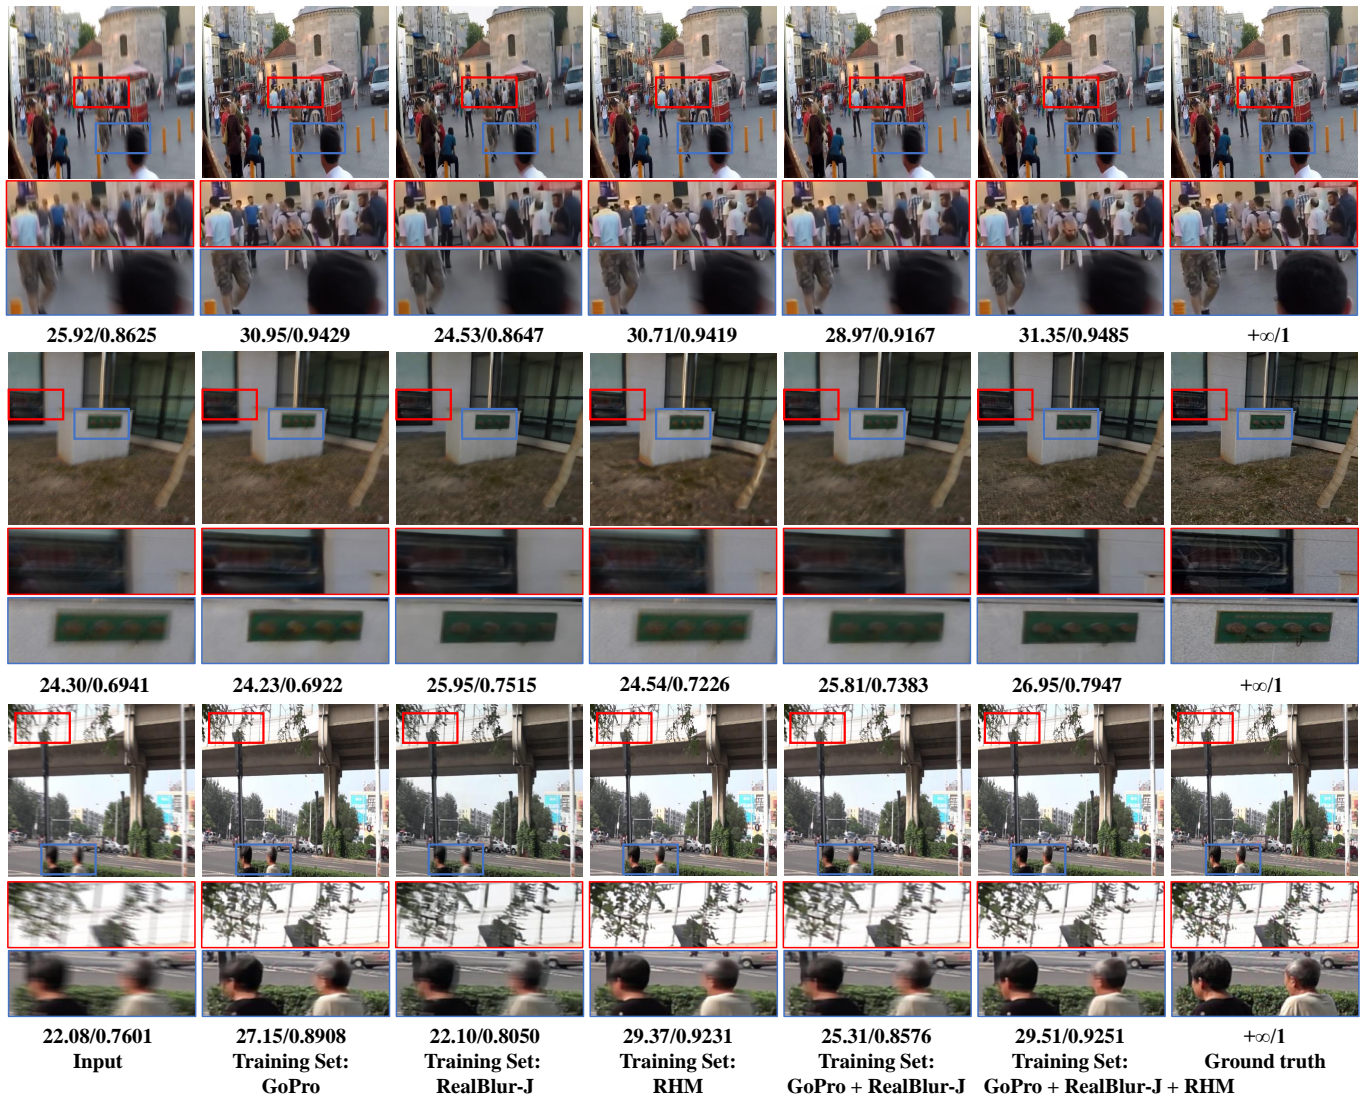 25.92/0.8625 30.95/0.9429 24.53/0.8647 30.71/0.9419 28.97/0.9167 31.35/0.9485 +∞/1
24.30/0.6941 24.23/0.6922 25.95/0.7515 24.54/0.7226 25.81/0.7383 26.95/0.7947 +∞/1
22.08/0.7601 27.15/0.8908 22.10/0.8050 29.37/0.9231 25.31/0.8576 29.51/0.9251 +∞/1
Input Training Set: Training Set: Training Set: Training Set: Training Set: Ground truth
GoPro RealBlur-J RHM GoPro + RealBlur-J GoPro + RealBlur-J + RHM